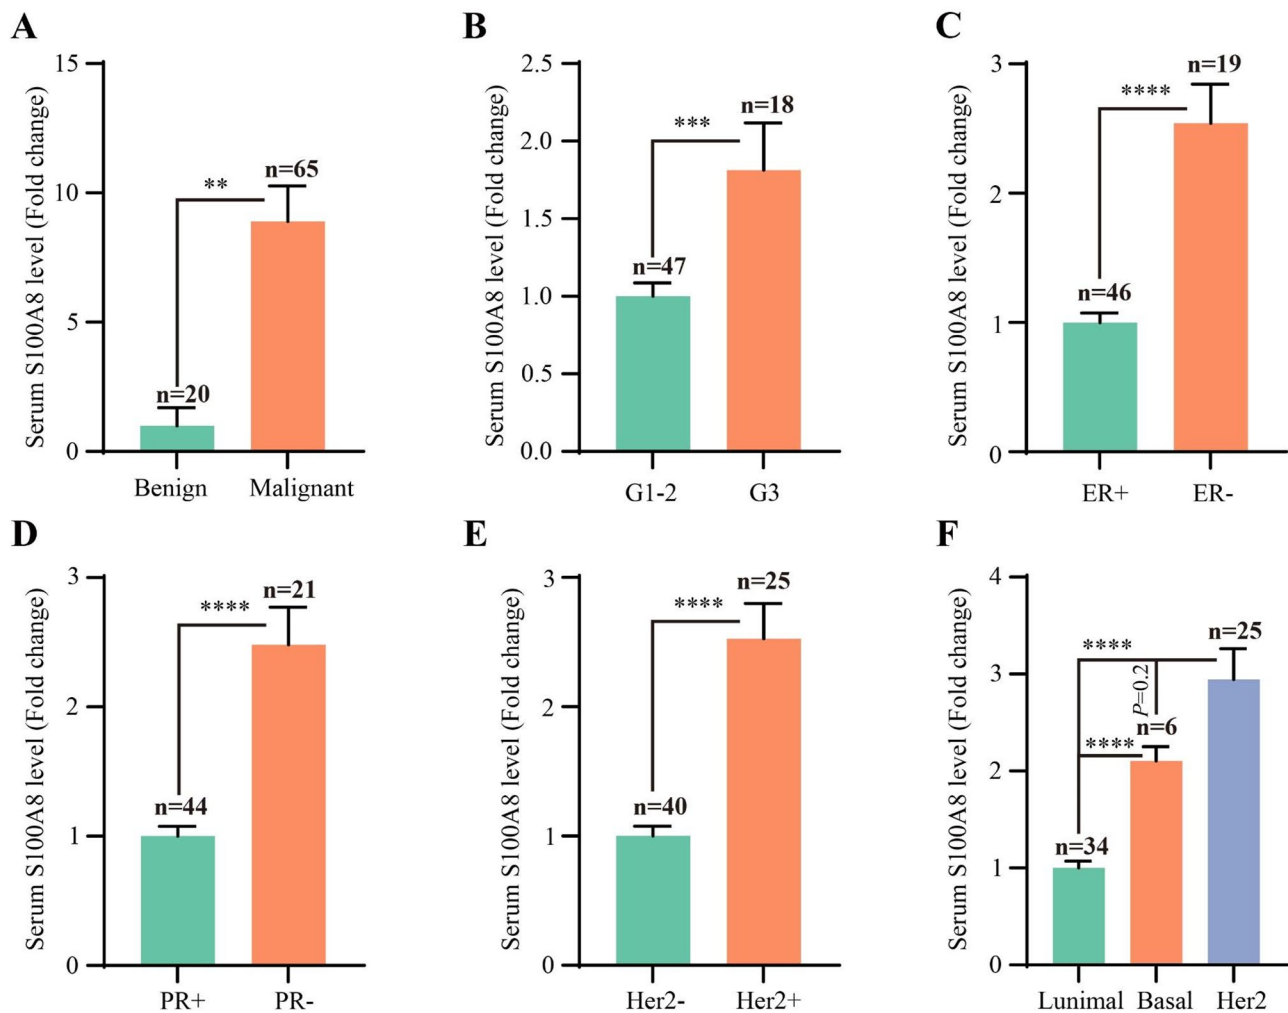 A
Serum S100A8 level (Fold change)
15
10
5
0
**
n=65
n=20
Benign
Malignant
B
Serum S100A8 level (Fold change)
2.5
2.0
1.5
1.0
0.5
0.0
***
n=18
n=47
G1-2
G3
C
Serum S100A8 level (Fold change)
3
2
1
0
****
n=19
n=46
ER+
ER-
D
Serum S100A8 level (Fold change)
3
2
1
0
****
n=21
n=44
PR+
PR-
E
Serum S100A8 level (Fold change)
3
2
1
0
****
n=25
n=40
Her2-
Her2+
F
Serum S100A8 level (Fold change)
4
3
2
1
0
****
n=25
P=0.2
n=6
****
n=34
Lunimal
Basal
Her2